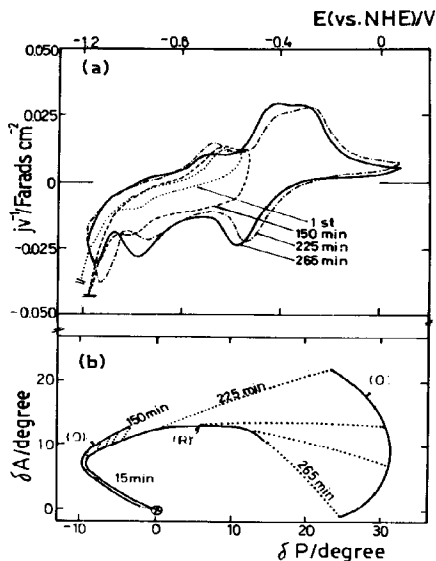 E(vs.NHE)/V
-1.2 -0.8 -0.4 0
(a)
0.050
0.025
0
-0.025
-0.050
jv⁻¹/Farads cm⁻²
1 st
150 min
225 min
265 min
(b)
20
10
0
δA/degree
(O)
150min
15min
(R)
225 min
(O)
265 min
-10 0 10 20 30
δ P/degree